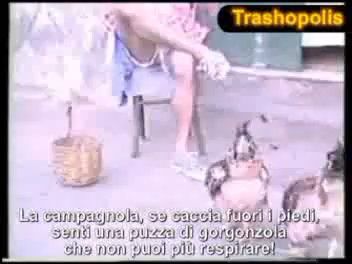 Trashopolis
La campagnola, se caccia fuori i piedi,
senti una puzza di gorgonzola
che non puoi più respirare!